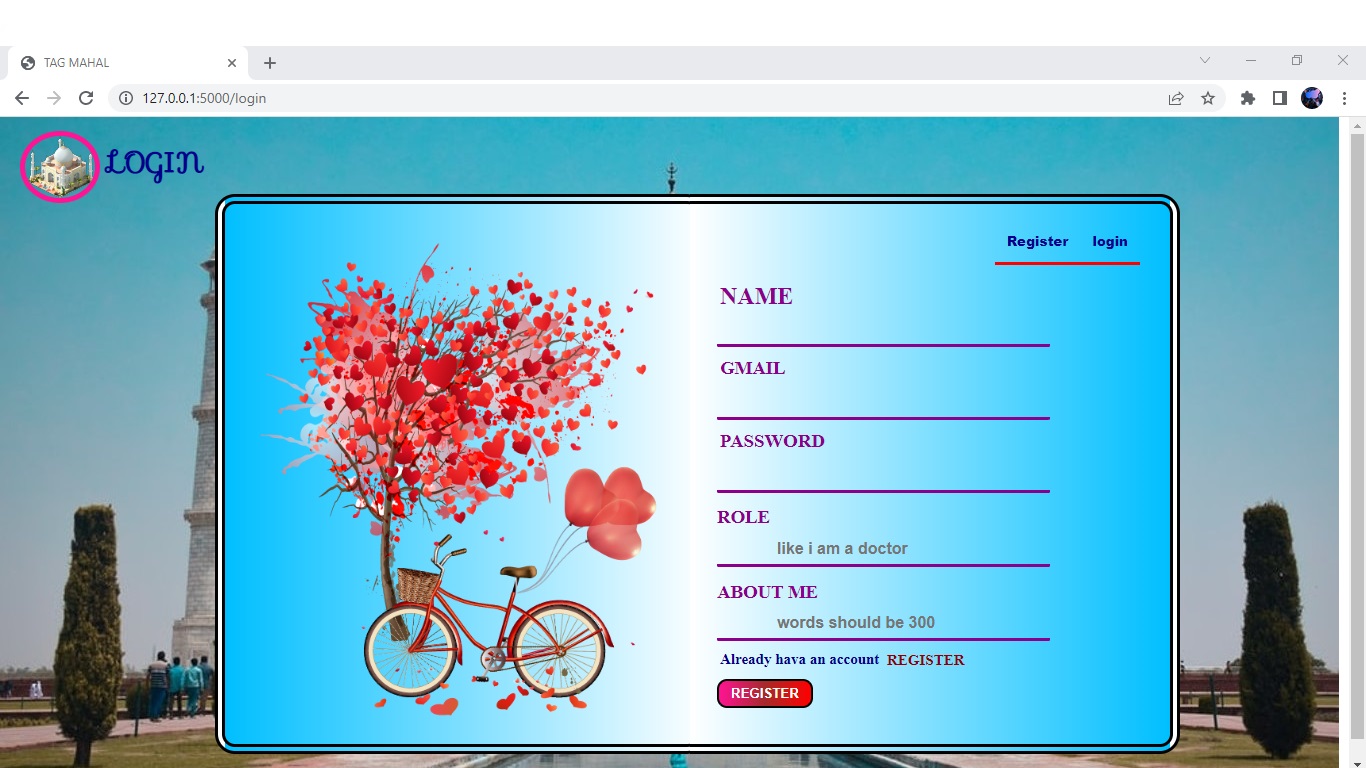 TAG MAHAL
127.0.0.1:5000/login
LOGIN
Register login
NAME
GMAIL
PASSWORD
ROLE
like i am a doctor
ABOUT ME
words should be 300
Already hava an account REGISTER
REGISTER